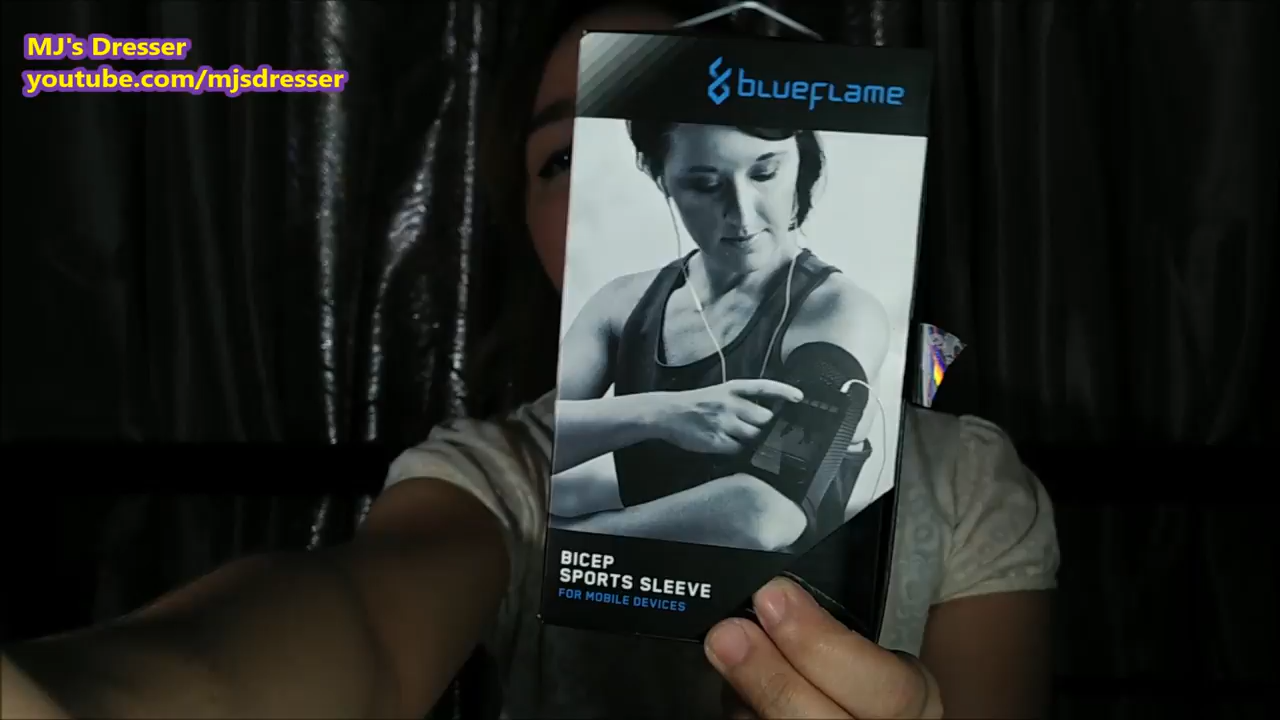 MJ's Dresser
youtube.com/mjsdresser
blueflame
BICEP
SPORTS SLEEVE
FOR MOBILE DEVICES